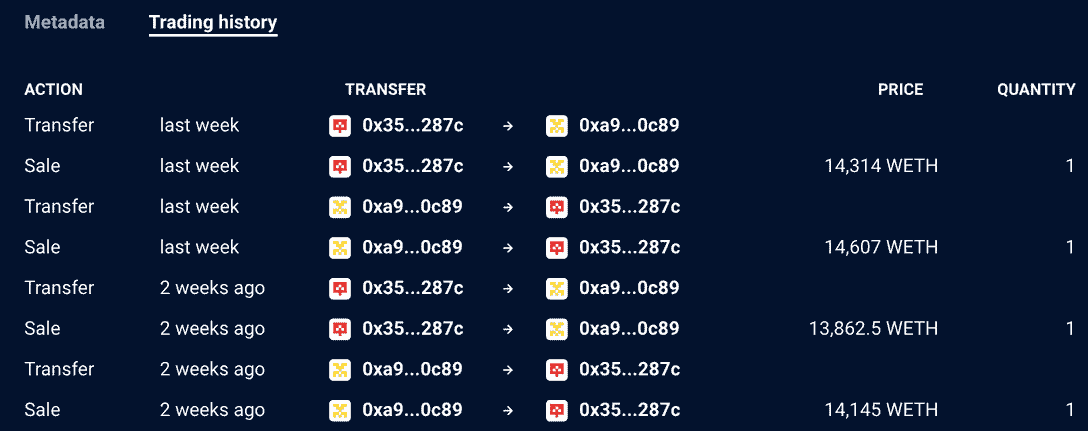 Metadata Trading history
ACTION TRANSFER PRICE QUANTITY
Transfer last week 0x35...287c → 0xa9...0c89
Sale last week 0x35...287c → 0xa9...0c89 14,314 WETH 1
Transfer last week 0xa9...0c89 → 0x35...287c
Sale last week 0xa9...0c89 → 0x35...287c 14,607 WETH 1
Transfer 2 weeks ago 0x35...287c → 0xa9...0c89
Sale 2 weeks ago 0x35...287c → 0xa9...0c89 13,862.5 WETH 1
Transfer 2 weeks ago 0xa9...0c89 → 0x35...287c
Sale 2 weeks ago 0xa9...0c89 → 0x35...287c 14,145 WETH 1